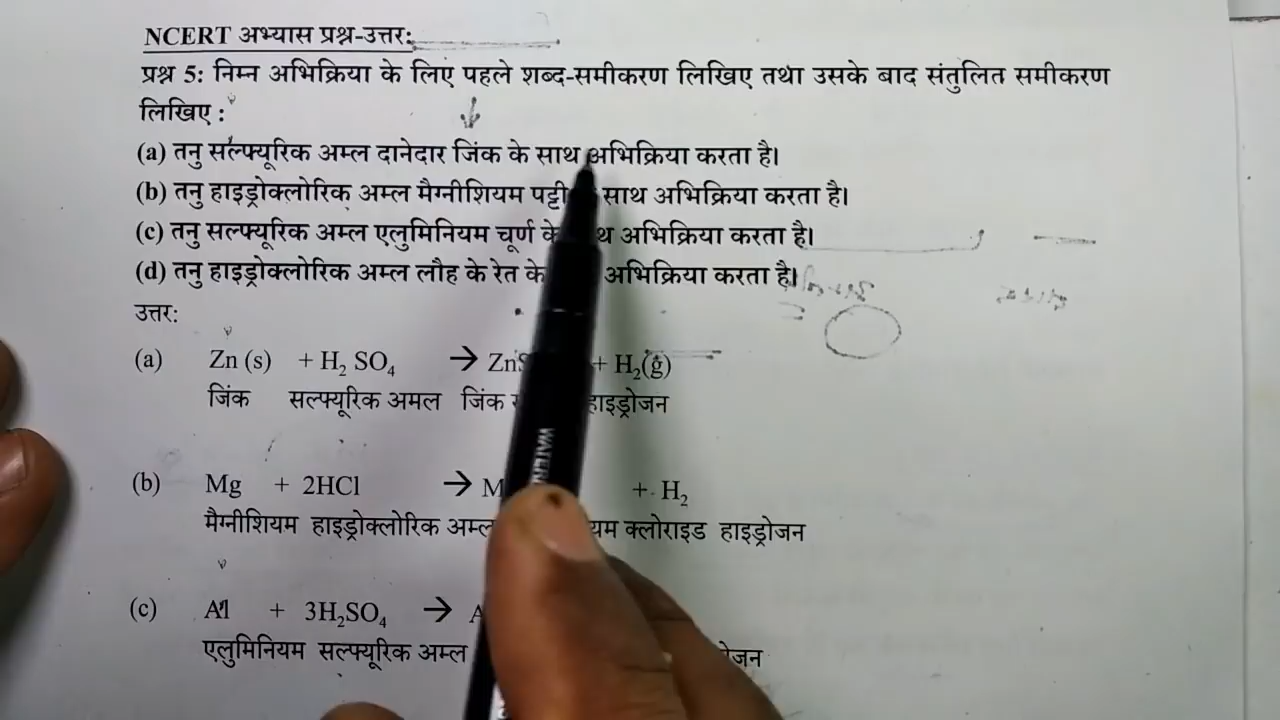 NCERT अभ्यास प्रश्न-उत्तर:
प्रश्न 5: निम्न अभिक्रिया के लिए पहले शब्द-समीकरण लिखिए तथा उसके बाद संतुलित समीकरण
लिखिए :
(a) तनु सल्फ्यूरिक अम्ल दानेदार जिंक के साथ अभिक्रिया करता है।
(b) तनु हाइड्रोक्लोरिक अम्ल मैग्नीशियम पट्टी साथ अभिक्रिया करता है।
(c) तनु सल्फ्यूरिक अम्ल एलुमिनियम चूर्ण के अभिक्रिया करता है।
(d) तनु हाइड्रोक्लोरिक अम्ल लौह के रेत के अभिक्रिया करता है।
उत्तर:
(a) Zn (s) + H₂ SO₄ → + H₂(g)
जिंक सल्फ्यूरिक अमल जिंक हाइड्रोजन
(b) Mg + 2HCl → + H₂
मैग्नीशियम हाइड्रोक्लोरिक अम्ल क्लोराइड हाइड्रोजन
(c) Al + 3H₂SO₄ →
एलुमिनियम सल्फ्यूरिक अम्ल